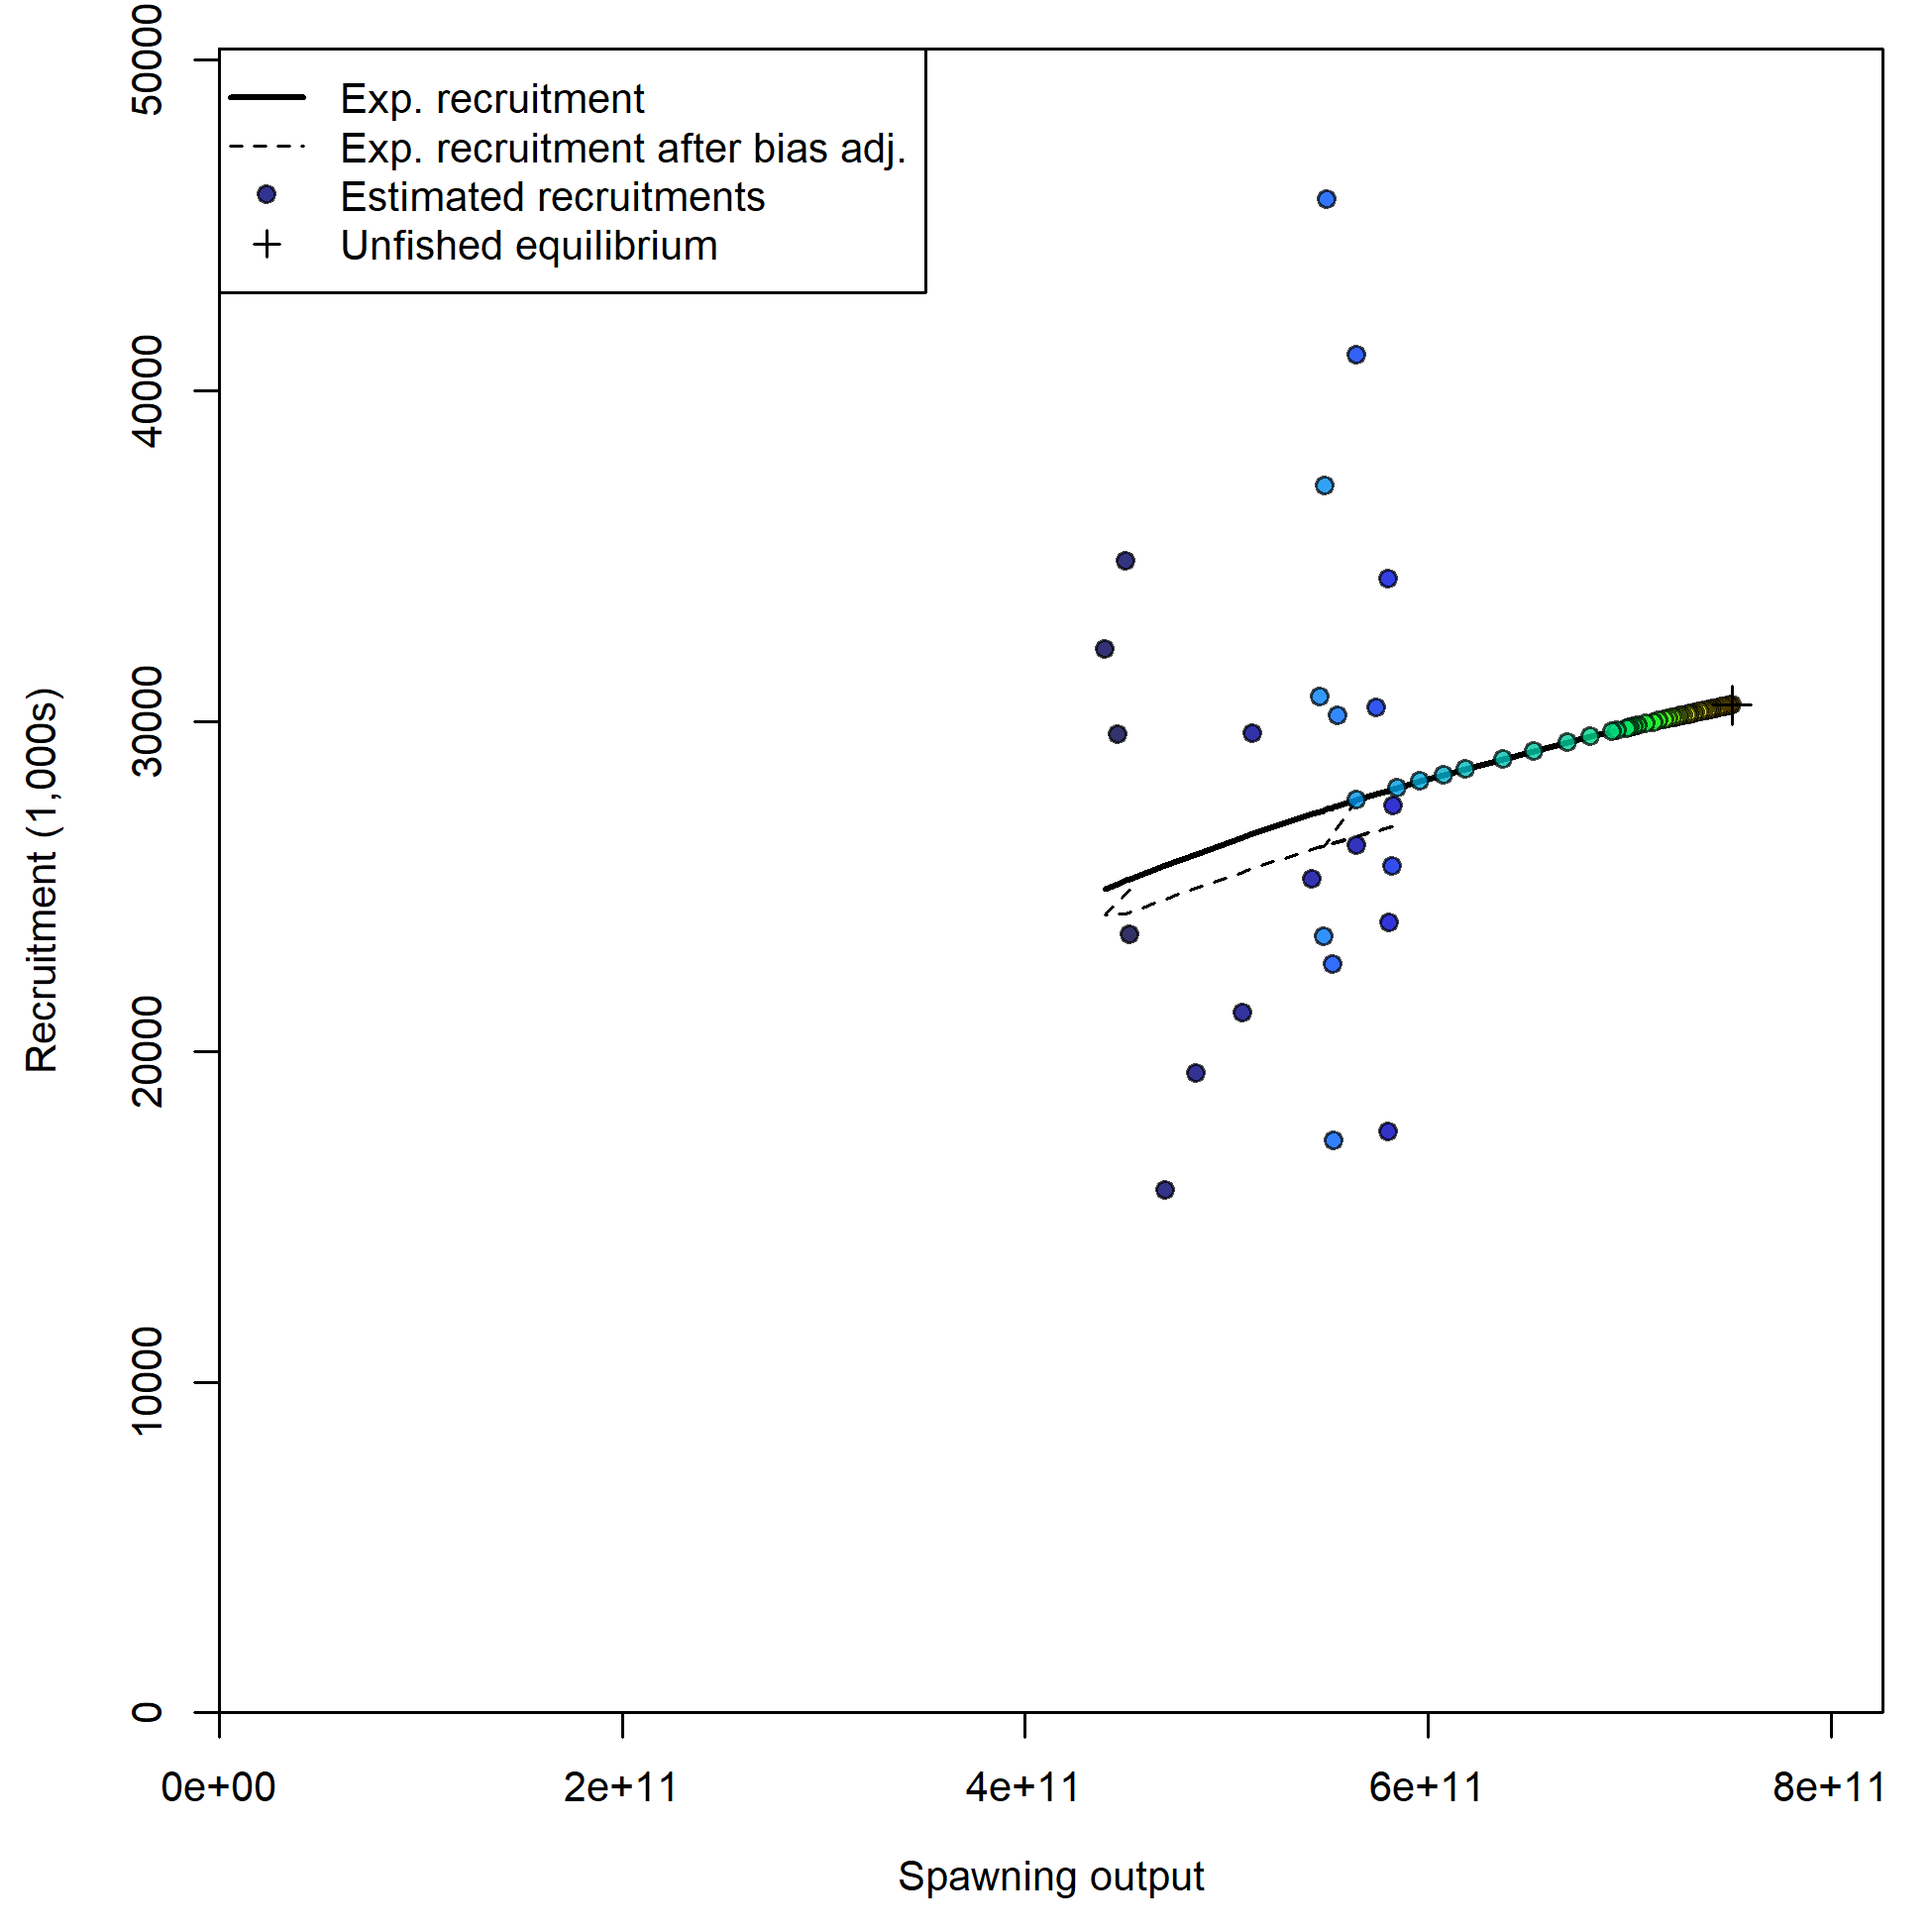 Exp. recruitment
Exp. recruitment after bias adj.
Estimated recruitments
Unfished equilibrium
50000
40000
30000
20000
10000
0
Recruitment (1,000s)
0e+00
2e+11
4e+11
6e+11
8e+11
Spawning output